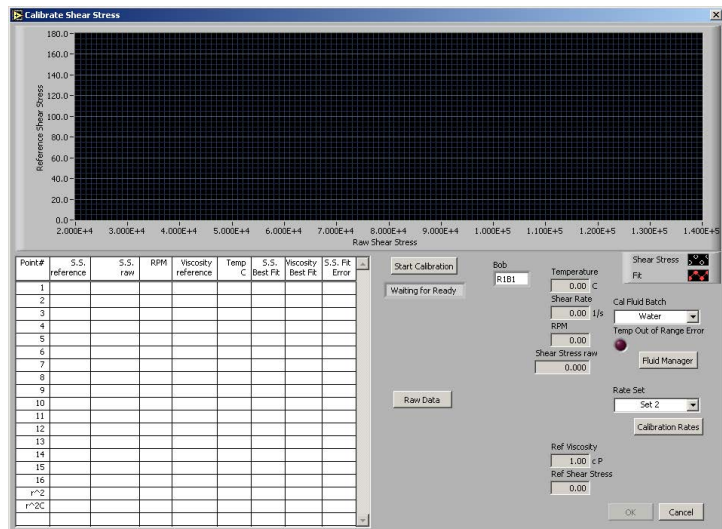 Calibrate Shear Stress
180.0
160.0
140.0
120.0
100.0
80.0
60.0
40.0
20.0
0.0
Reference Shear Stress
2.000E+4 3.000E+4 4.000E+4 5.000E+4 6.000E+4 7.000E+4 8.000E+4 9.000E+4 1.000E+5 1.100E+5 1.200E+5 1.300E+5 1.400E+5
Raw Shear Stress
Shear Stress
Fit
Point# S.S. reference S.S. raw RPM Viscosity reference Temp C S.S. Best Fit Viscosity Best Fit S.S. Fit Error
1
2
3
4
5
6
7
8
9
10
11
12
13
14
15
16
r^2
r^2C
Start Calibration
Waiting for Ready
Raw Data
Bob
R1B1
Temperature
0.00 C
Shear Rate
0.00 1/s
RPM
0.00
Shear Stress raw
0.000
Cal Fluid Batch
Water
Temp Out of Range Error
Fluid Manager
Rate Set
Set 2
Calibration Rates
Ref Viscosity
1.00 cP
Ref Shear Stress
0.00
OK Cancel